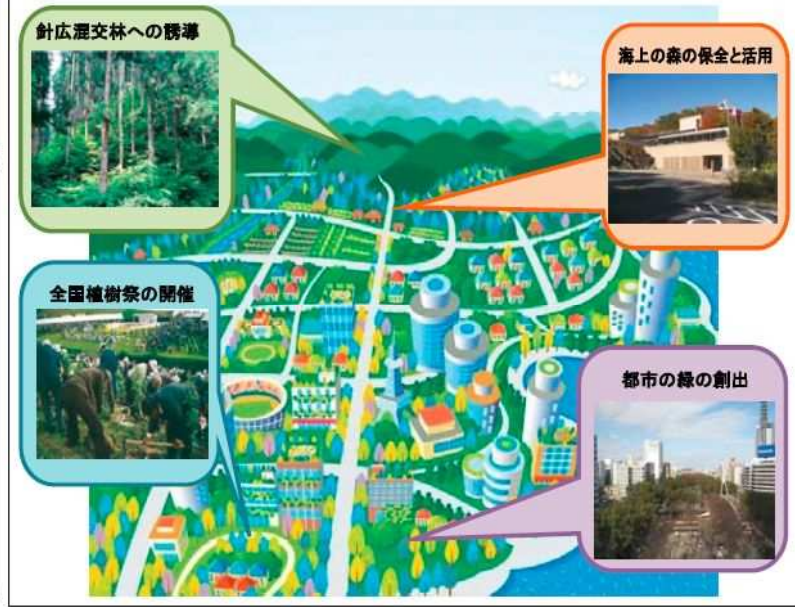 針広混交林への誘導
海上の森の保全と活用
全国植樹祭の開催
都市の緑の創出